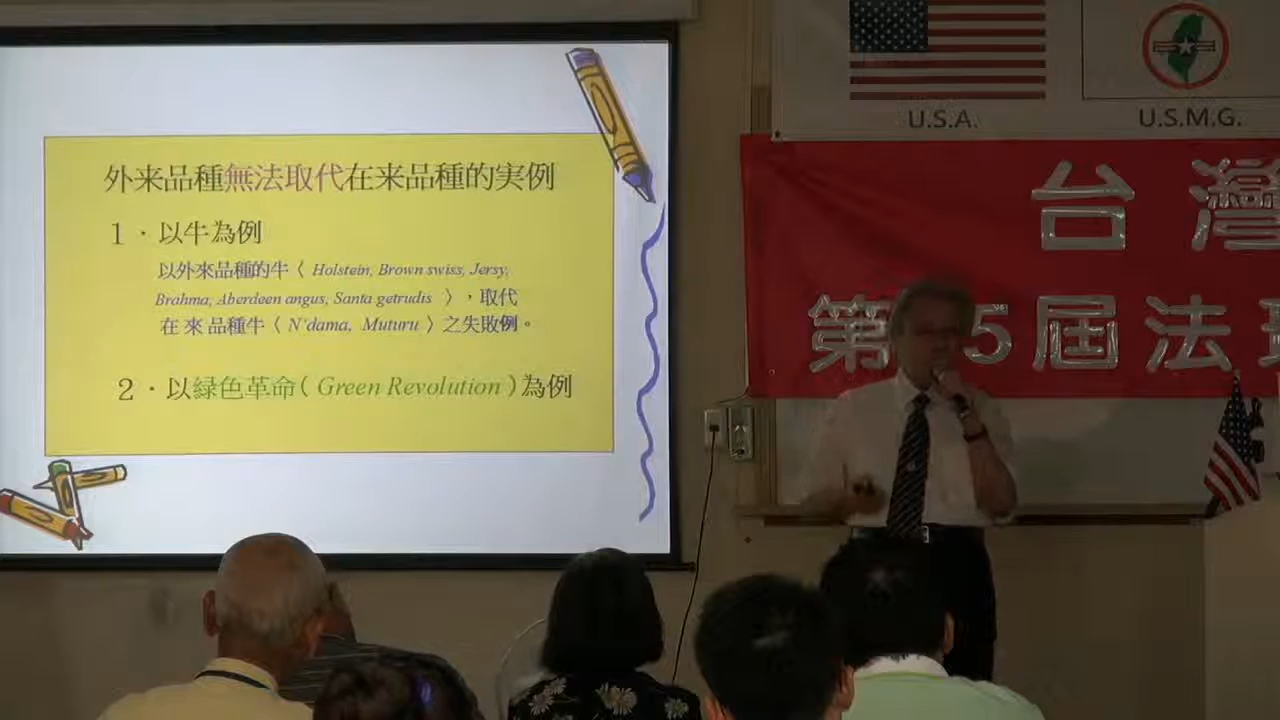 外来品種無法取代在来品種的実例
1・以牛為例
以外來品種的牛〈 Holstein, Brown swiss, Jersy,
Brahma, Aberdeen angus, Santa getrudis 〉，取代
在來品種牛〈 N'dama, Muturu 〉之失敗例。
2・以緑色革命( Green Revolution )為例
U.S.A.
U.S.M.G.
台灣
第 5屆法